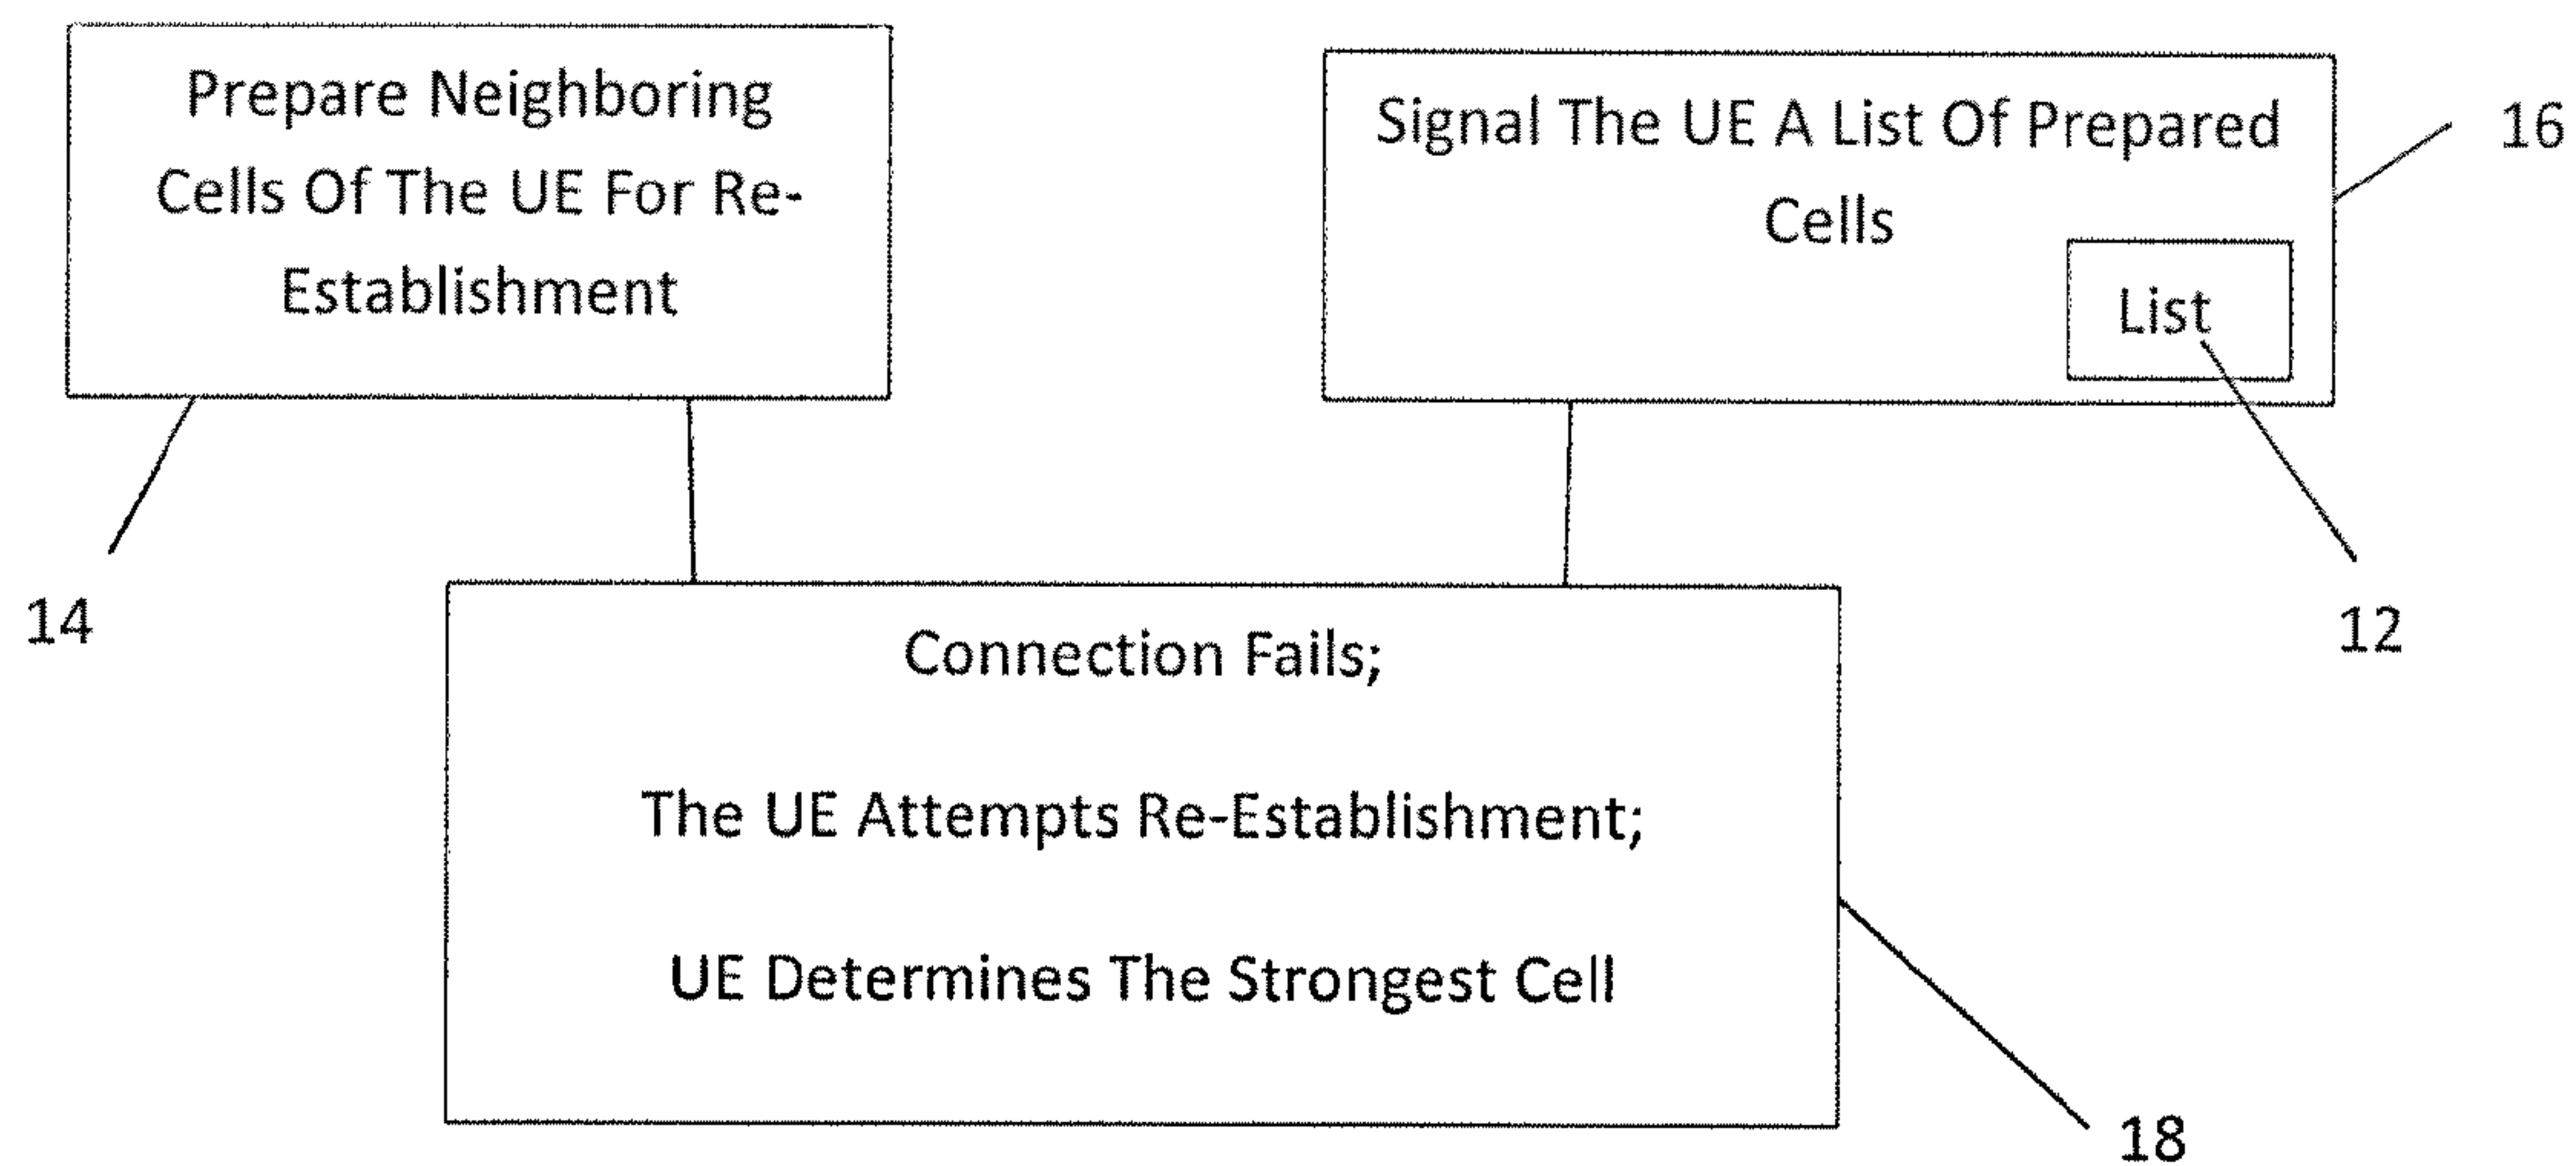 Prepare Neighboring
Cells Of The UE For Re-
Establishment
Signal The UE A List Of Prepared
Cells
List
16
14
12
Connection Fails;
The UE Attempts Re-Establishment;
UE Determines The Strongest Cell
18